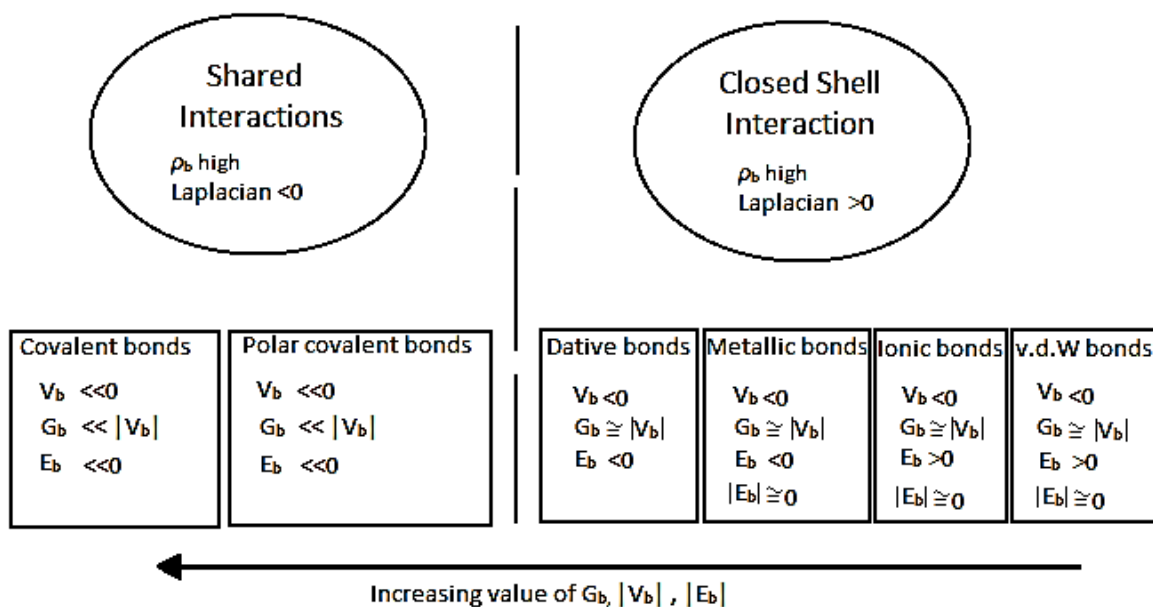 Shared
Interactions
ρb high
Laplacian <0
Closed Shell
Interaction
ρb high
Laplacian >0
Covalent bonds
Vb <<0
Gb << |Vb|
Eb <<0
Polar covalent bonds
Vb <<0
Gb << |Vb|
Eb <<0
Dative bonds
Vb <0
Gb ≅ |Vb|
Eb <0
Metallic bonds
Vb <0
Gb ≅ |Vb|
Eb <0
|Eb| ≅0
Ionic bonds
Vb <0
Gb ≅ |Vb|
Eb >0
|Eb| ≅0
v.d.W bonds
Vb <0
Gb ≅ |Vb|
Eb >0
|Eb| ≅0
Increasing value of Gb, |Vb| , |Eb|